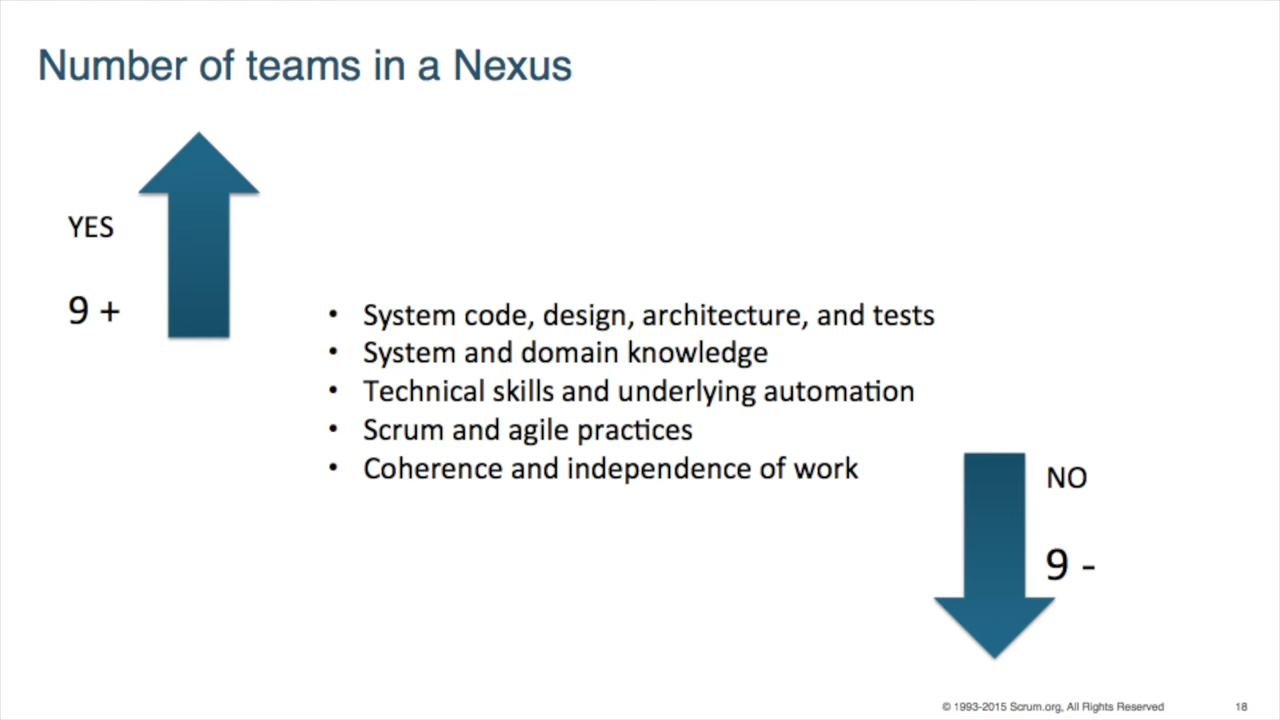 Number of teams in a Nexus
YES
9 +
• System code, design, architecture, and tests
• System and domain knowledge
• Technical skills and underlying automation
• Scrum and agile practices
• Coherence and independence of work
NO
9 -
© 1993-2015 Scrum.org, All Rights Reserved
18